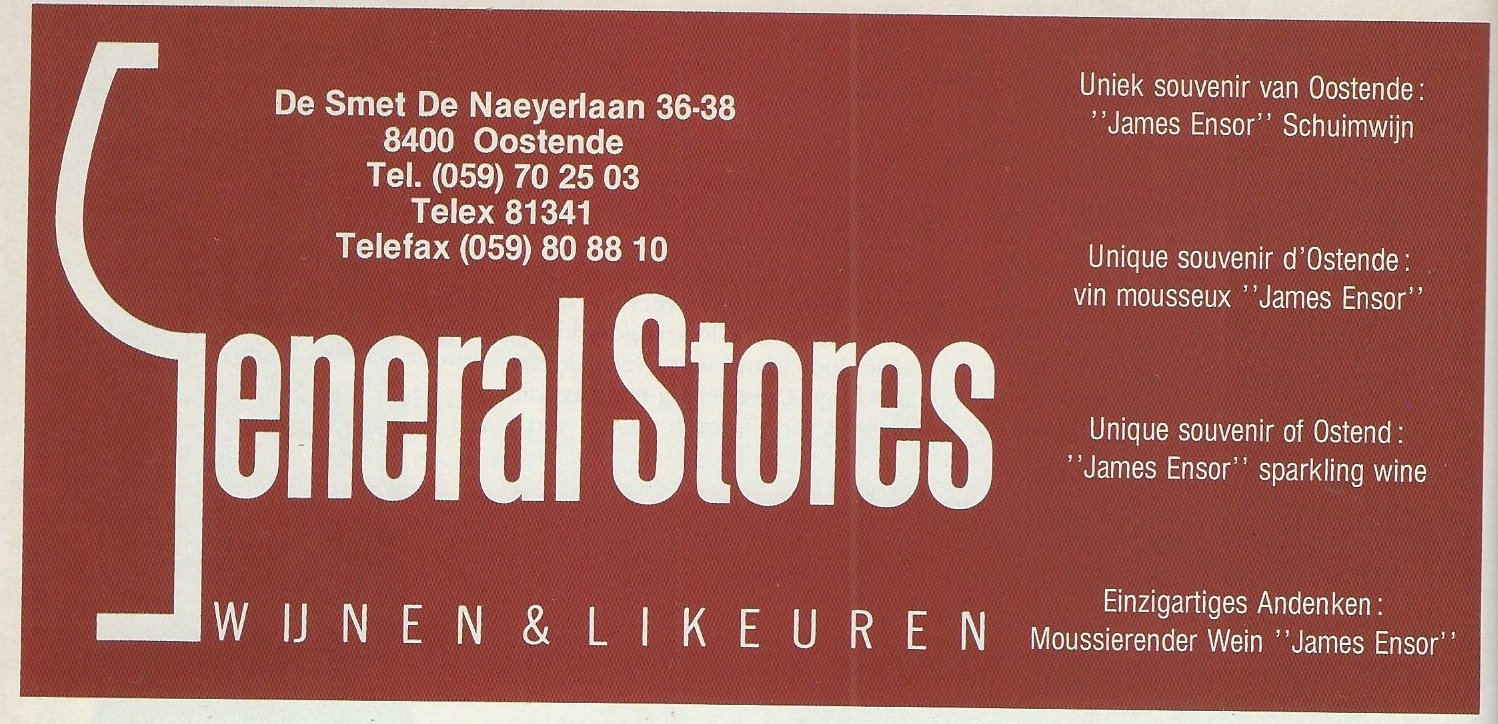 De Smet De Naeyerlaan 36-38
8400 Oostende
Tel. (059) 70 25 03
Telex 81341
Telefax (059) 80 88 10
General Stores
WIJNEN & LIKEUREN
Uniek souvenir van Oostende:
''James Ensor'' Schuimwijn
Unique souvenir d'Ostende:
vin mousseux ''James Ensor''
Unique souvenir of Ostend:
''James Ensor'' sparkling wine
Einzigartiges Andenken:
Moussierender Wein ''James Ensor''